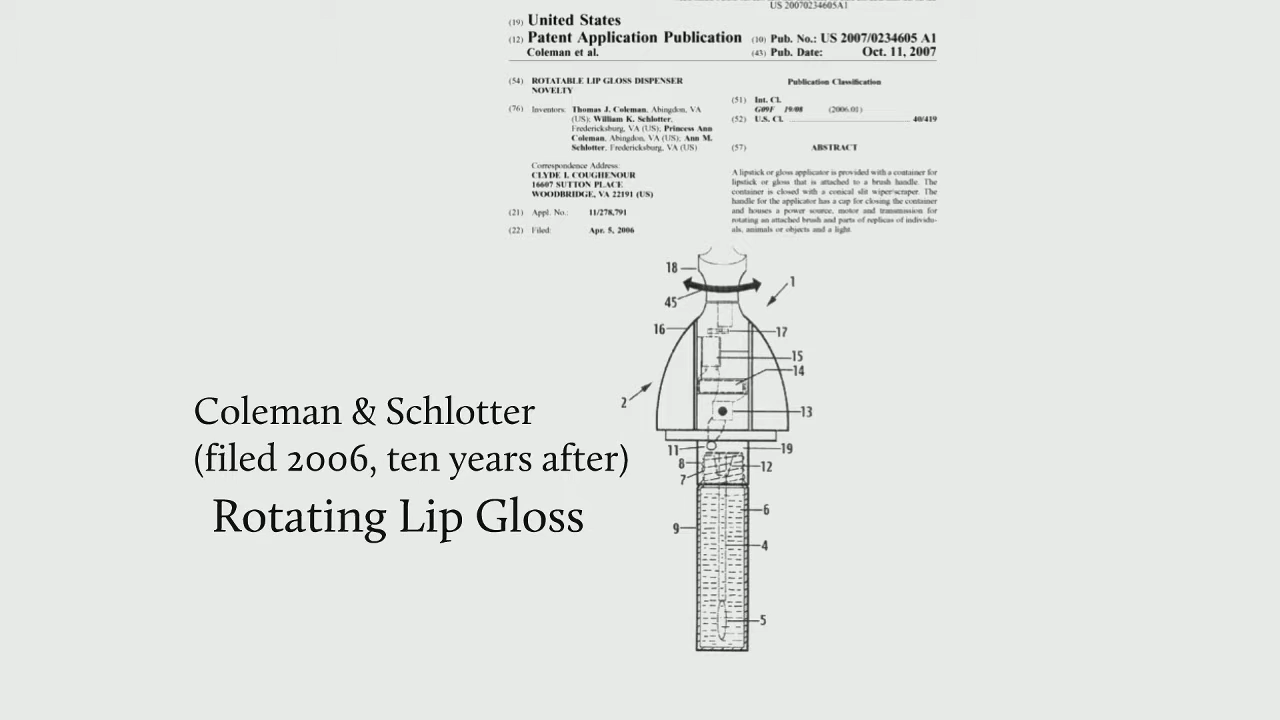 US 20070234605A1
(19) United States
(12) Patent Application Publication (10) Pub. No.: US 2007/0234605 A1
Coleman et al. (43) Pub. Date: Oct. 11, 2007
(54) ROTATABLE LIP GLOSS DISPENSER
NOVELTY
(76) Inventors: Thomas J. Coleman, Abingdon, VA
(US); William K. Schlotter,
Fredericksburg, VA (US); Princess Ann
Coleman, Abingdon, VA (US); Ann M.
Schlotter, Fredericksburg, VA (US)
Correspondence Address:
CLYDE I. COUGHENOUR
16607 SUTTON PLACE
WOODBRIDGE, VA 22191 (US)
(21) Appl. No.: 11/278,791
(22) Filed: Apr. 5, 2006
Publication Classification
(51) Int. Cl.
G09F 19/08 (2006.01)
(52) U.S. Cl. 40/419
(57) ABSTRACT
A lipstick or gloss applicator is provided with a container for
lipstick or gloss that is attached to a brush handle. The
container is closed with a conical slit wiper/scraper. The
handle for the applicator has a cap for closing the container
and houses a power source, motor and transmission for
rotating an attached brush and parts of replicas of individu-
als, animals or objects and a light.
18
1
45
16
17
15
14
2
13
11
19
8
12
7
6
9
4
5
Coleman & Schlotter
(filed 2006, ten years after)
Rotating Lip Gloss